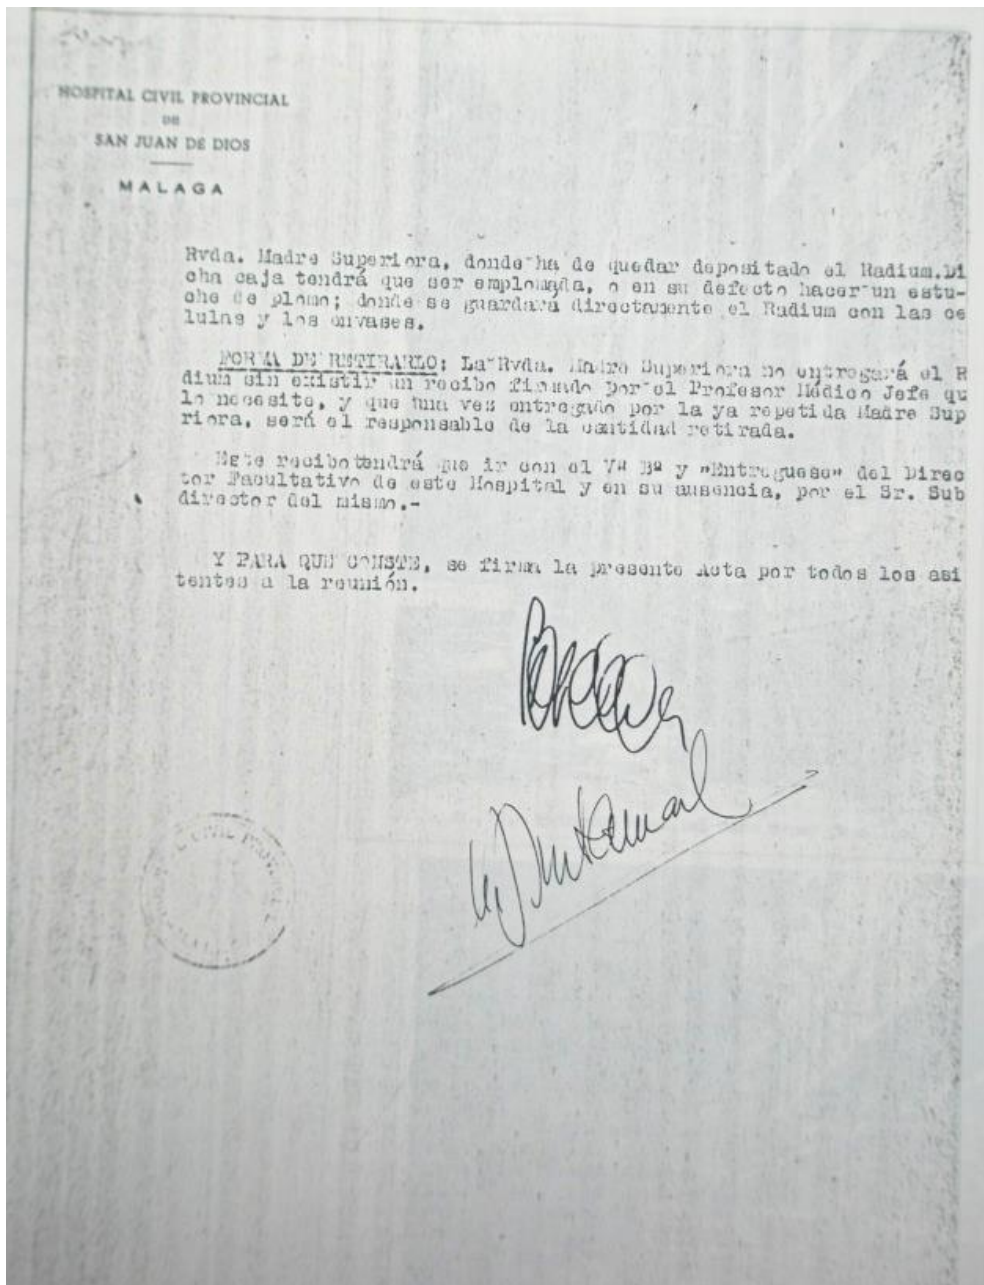 HOSPITAL CIVIL PROVINCIAL
DE
SAN JUAN DE DIOS
MALAGA
Rvda. Madre Superiora, donde ha de quedar depositado el Radium.Di
cha caja tendrá que ser emplomada, o en su defecto hacer un estu-
che de plomo; donde se guardará directamente el Radium con las ce
lulas y los envases.
FORMA DE RETIRARLO: La Rvda. Madre Superiora no entregará el R
dium sin existir un recibo firmado por el Profesor Médico Jefe qu
lo necesite, y que una vez entregado por la ya repetida Madre Sup
riora, será el responsable de la cantidad retirada.
Este recibo tendrá que ir con el Vº Bº y "Entreguese" del Direc
tor Facultativo de este Hospital y en su ausencia, por el Sr. Sub
director del mismo.-
Y PARA QUE CONSTE, se firma la presente Acta por todos los asi
tentes a la reunión.
CIVIL PROVIN